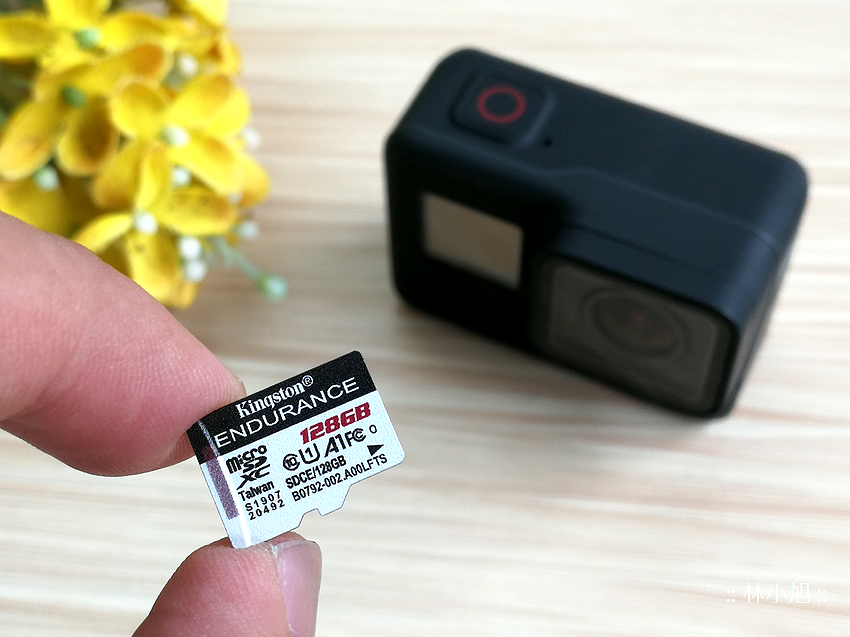 Kingston®
ENDURANCE
128GB
micro SD XC
10 U1 A1 FC
Taiwan
SDCE/128GB
S1907
B0792-002.A00LFTS
20492
:: 林小旭 ::